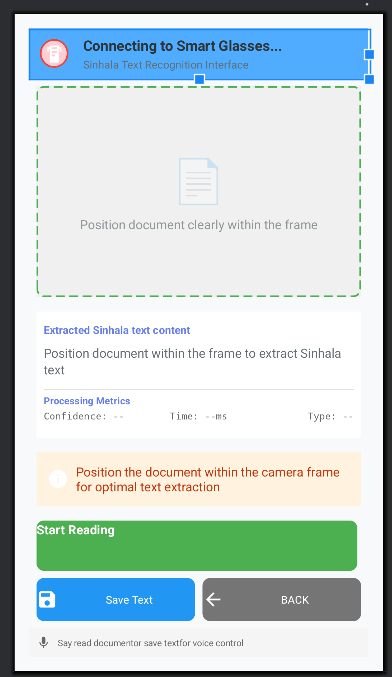 Connecting to Smart Glasses...
Sinhala Text Recognition Interface
Position document clearly within the frame
Extracted Sinhala text content
Position document within the frame to extract Sinhala
text
Processing Metrics
Confidence: -- Time: --ms Type: --
Position the document within the camera frame
for optimal text extraction
Start Reading
Save Text BACK
Say read documentor save textfor voice control